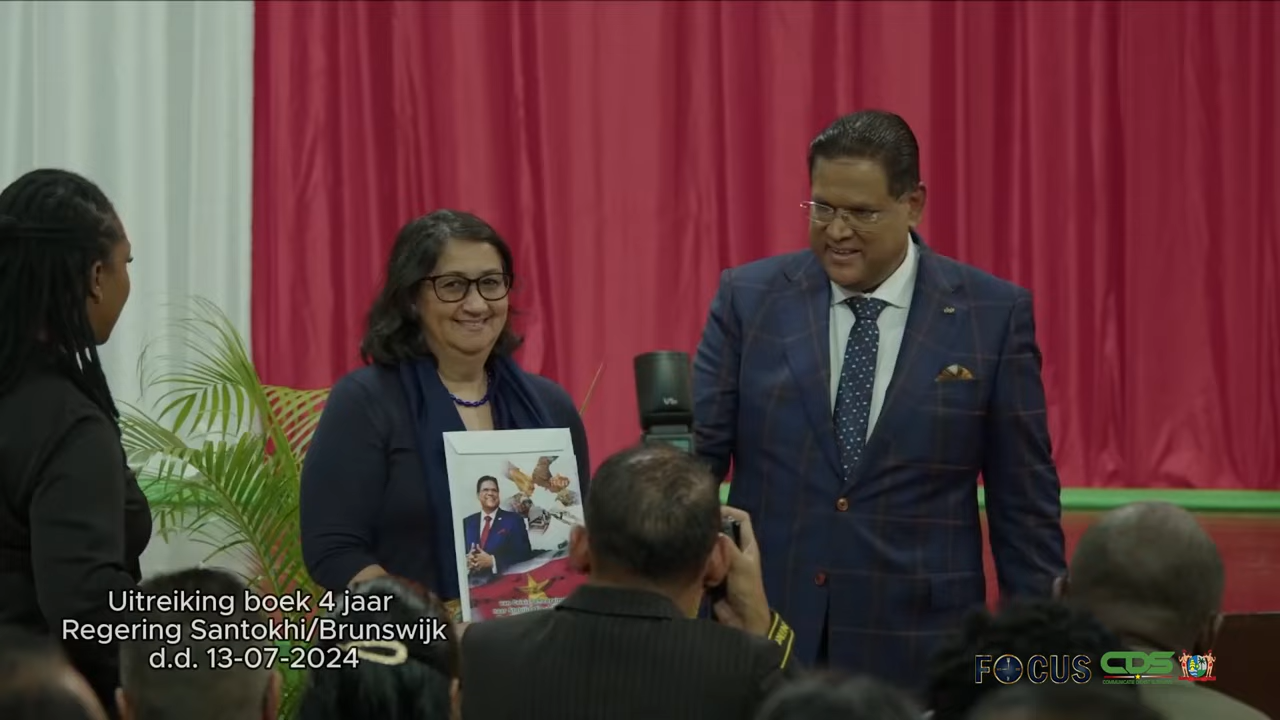 Uitreiking boek 4 jaar
Regering Santokhi/Brunswijk
d.d. 13-07-2024
FOCUS
CDS